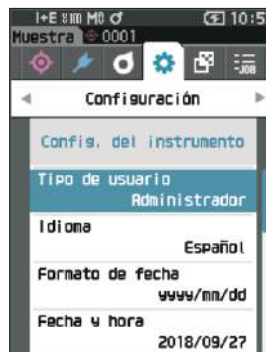 I+E 8mm M0 10:5
Muestra 0001
JOB
Configuración
Config. del instrumento
Tipo de usuario
Administrador
Idioma
Español
Formato de fecha
yyyy/mm/dd
Fecha y hora
2018/09/27